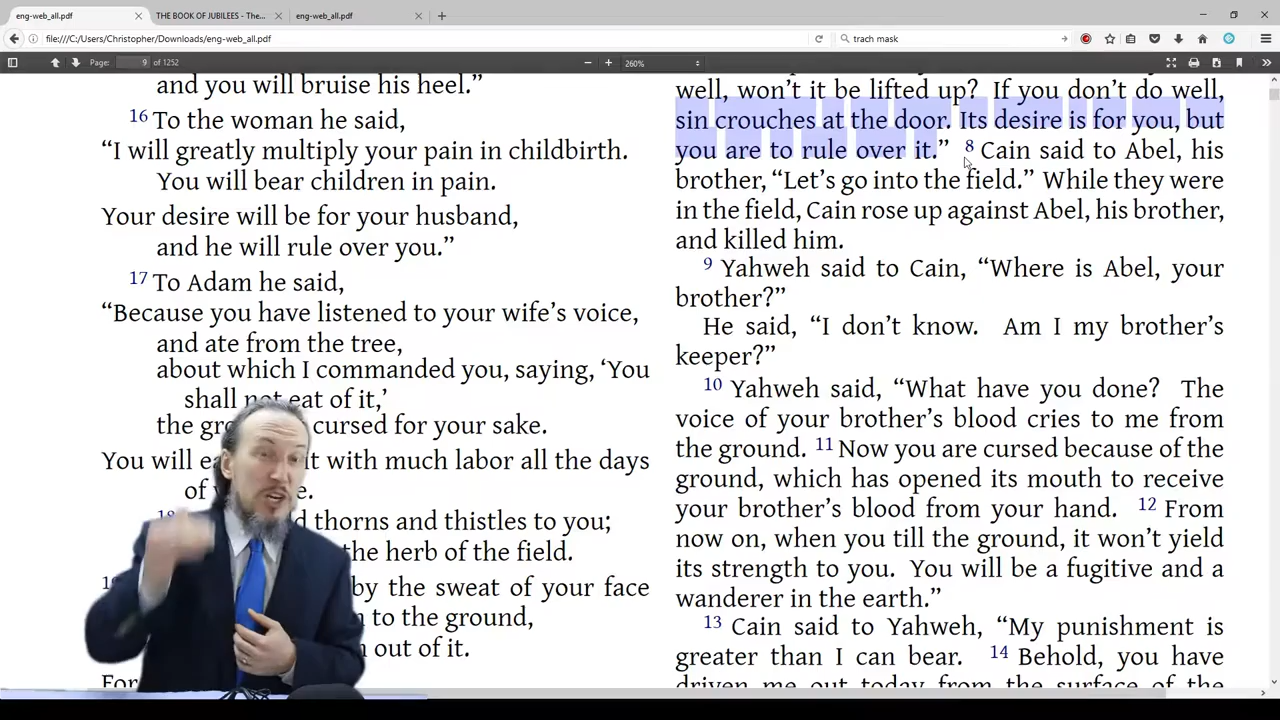 eng-web_all.pdf
THE BOOK OF JUBILEES - The...
eng-web_all.pdf
file:///C:/Users/Christopher/Downloads/eng-web_all.pdf
trach mask
Page: 9 of 1252
260%
and you will bruise his heel.”
16 To the woman he said,
“I will greatly multiply your pain in childbirth.
You will bear children in pain.
Your desire will be for your husband,
and he will rule over you.”
17 To Adam he said,
“Because you have listened to your wife’s voice,
and ate from the tree,
about which I commanded you, saying, ‘You
shall not eat of it,’
the cursed for your sake.
You will it with much labor all the days
of
thorns and thistles to you;
the herb of the field.
by the sweat of your face
to the ground,
out of it.
For
well, won’t it be lifted up? If you don’t do well,
sin crouches at the door. Its desire is for you, but
you are to rule over it.” 8 Cain said to Abel, his
brother, “Let’s go into the field.” While they were
in the field, Cain rose up against Abel, his brother,
and killed him.
9 Yahweh said to Cain, “Where is Abel, your
brother?”
He said, “I don’t know. Am I my brother’s
keeper?”
10 Yahweh said, “What have you done? The
voice of your brother’s blood cries to me from
the ground. 11 Now you are cursed because of the
ground, which has opened its mouth to receive
your brother’s blood from your hand. 12 From
now on, when you till the ground, it won’t yield
its strength to you. You will be a fugitive and a
wanderer in the earth.”
13 Cain said to Yahweh, “My punishment is
greater than I can bear. 14 Behold, you have
driven me out today from the surface of the